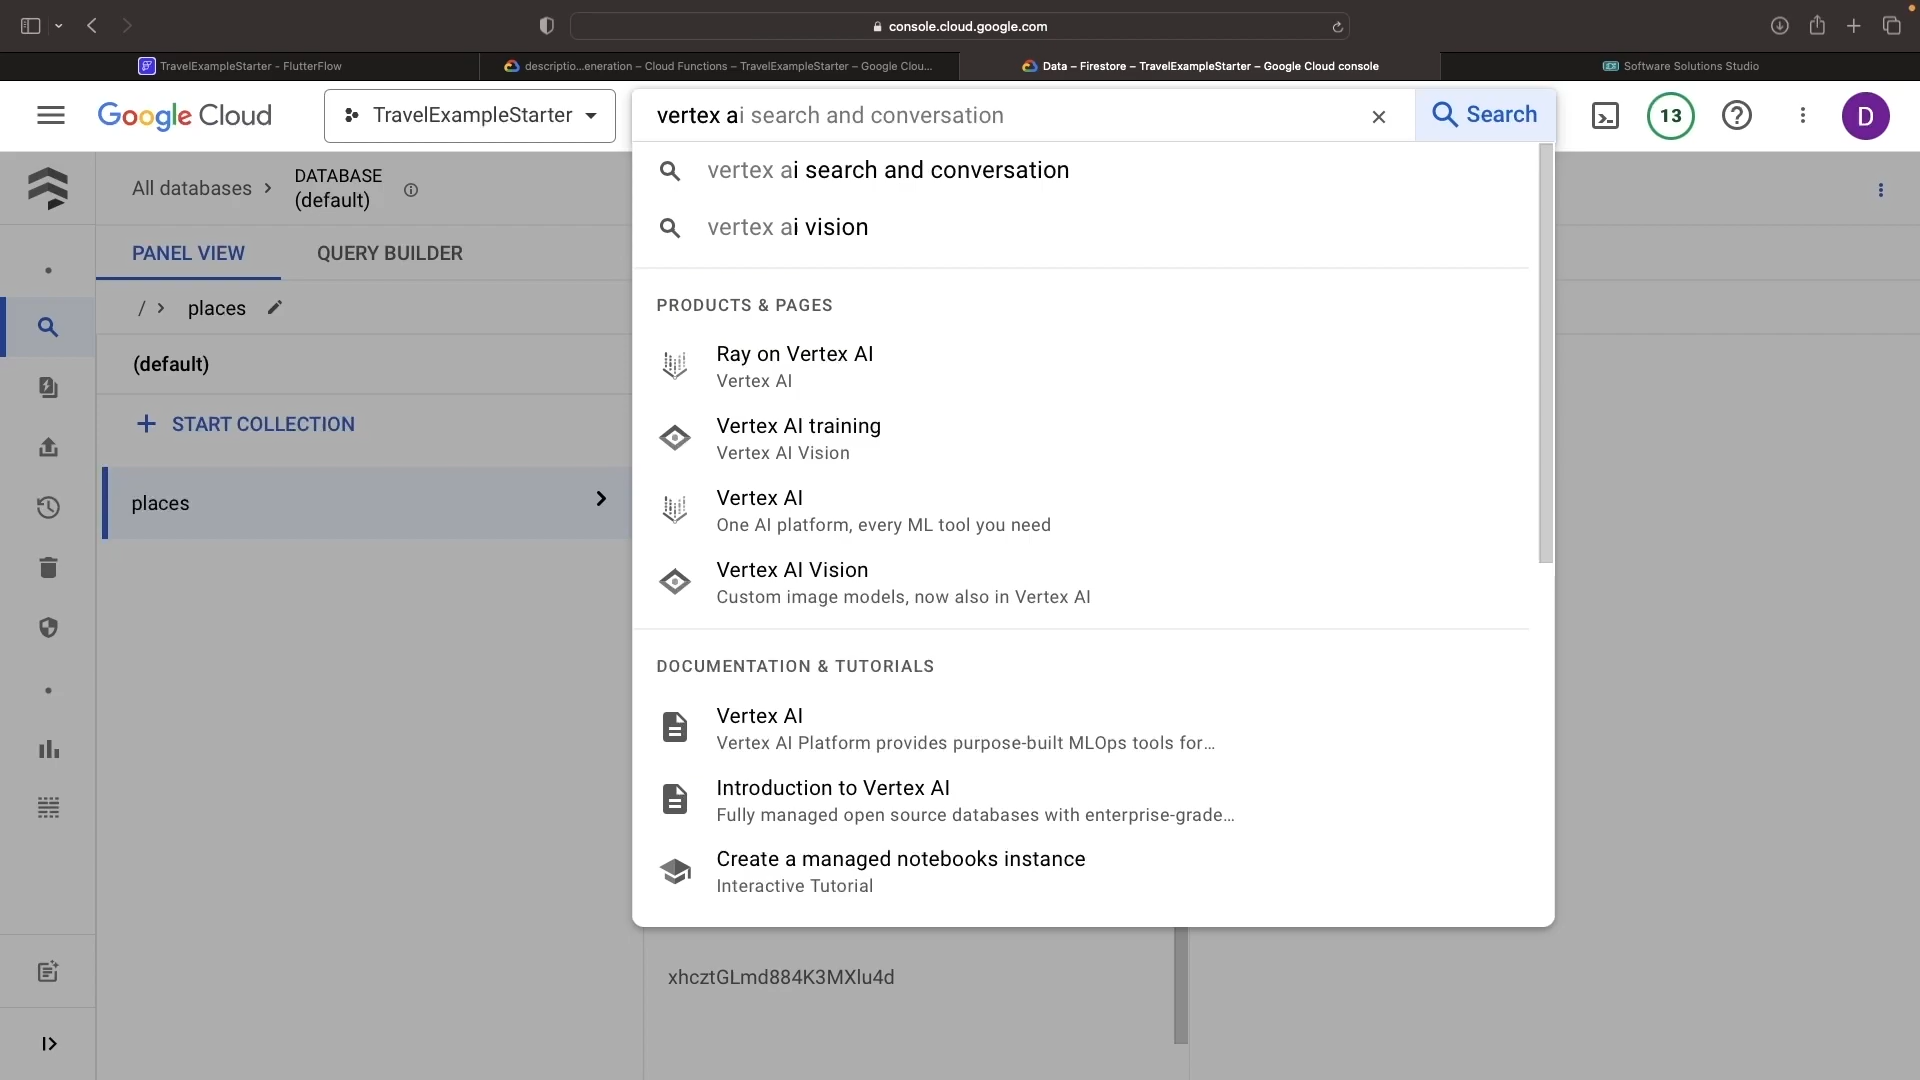 console.cloud.google.com
TravelExampleStarter - FlutterFlow
descriptio...eneration – Cloud Functions – TravelExampleStarter – Google Clou...
Data – Firestore – TravelExampleStarter – Google Cloud console
Software Solutions Studio
Google Cloud
TravelExampleStarter
vertex ai search and conversation
Search
13
D
All databases
DATABASE
(default)
PANEL VIEW
QUERY BUILDER
/ > places
(default)
START COLLECTION
places
vertex ai search and conversation
vertex ai vision
PRODUCTS & PAGES
Ray on Vertex AI
Vertex AI
Vertex AI training
Vertex AI Vision
Vertex AI
One AI platform, every ML tool you need
Vertex AI Vision
Custom image models, now also in Vertex AI
DOCUMENTATION & TUTORIALS
Vertex AI
Vertex AI Platform provides purpose-built MLOps tools for...
Introduction to Vertex AI
Fully managed open source databases with enterprise-grade...
Create a managed notebooks instance
Interactive Tutorial
xhcztGLmd884K3MXlu4d